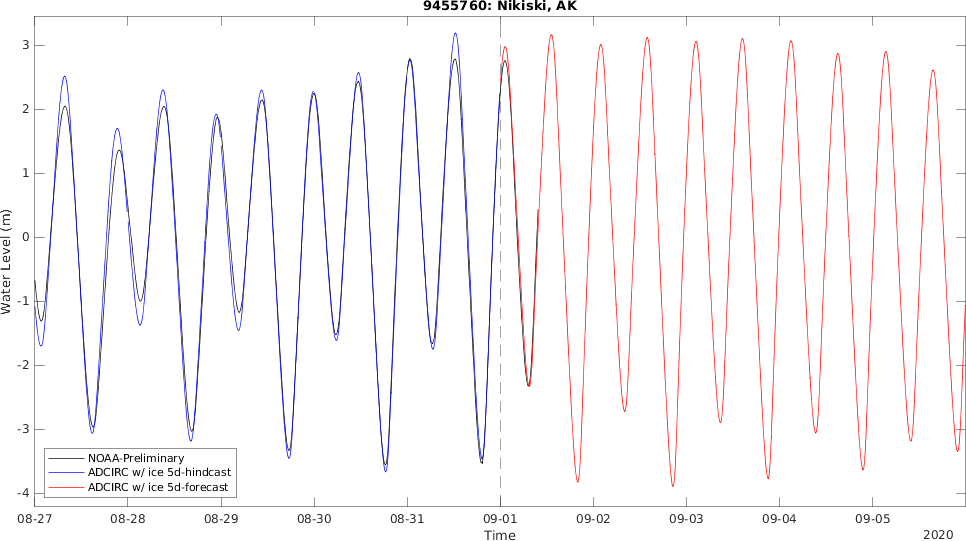 9455760: Nikiski, AK
Water Level (m)
3
2
1
0
-1
-2
-3
-4
NOAA-Preliminary
ADCIRC w/ ice 5d-hindcast
ADCIRC w/ ice 5d-forecast
08-27 08-28 08-29 08-30 08-31 09-01 09-02 09-03 09-04 09-05
Time
2020